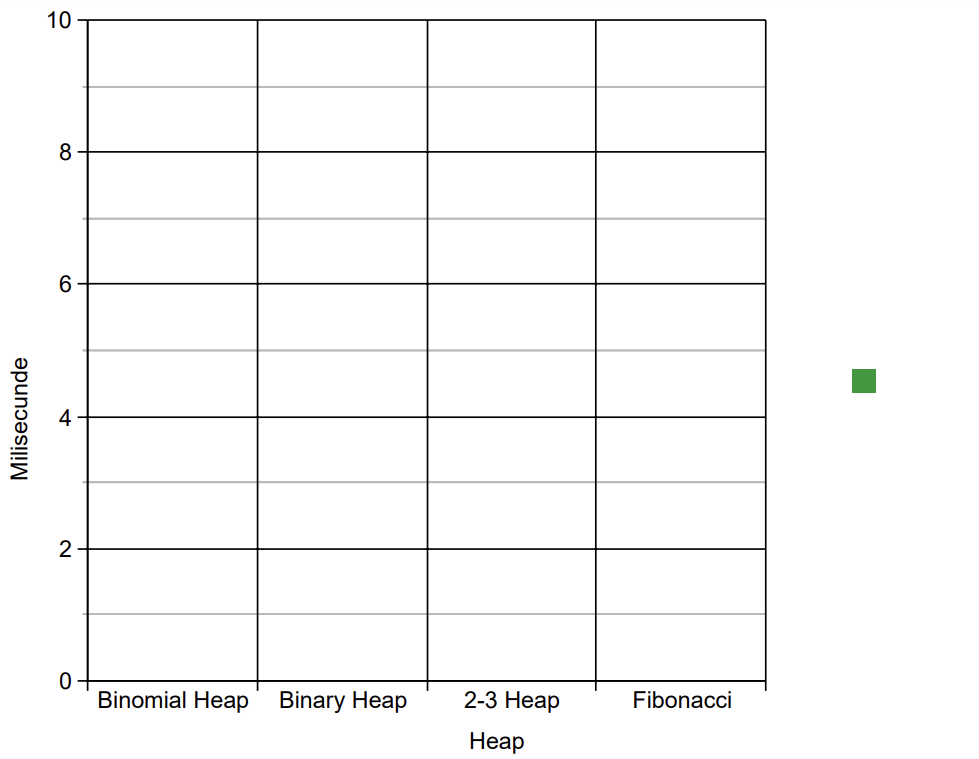 10
8
6
4
2
0
Milisecunde
Binomial Heap
Binary Heap
2-3 Heap
Fibonacci
Heap